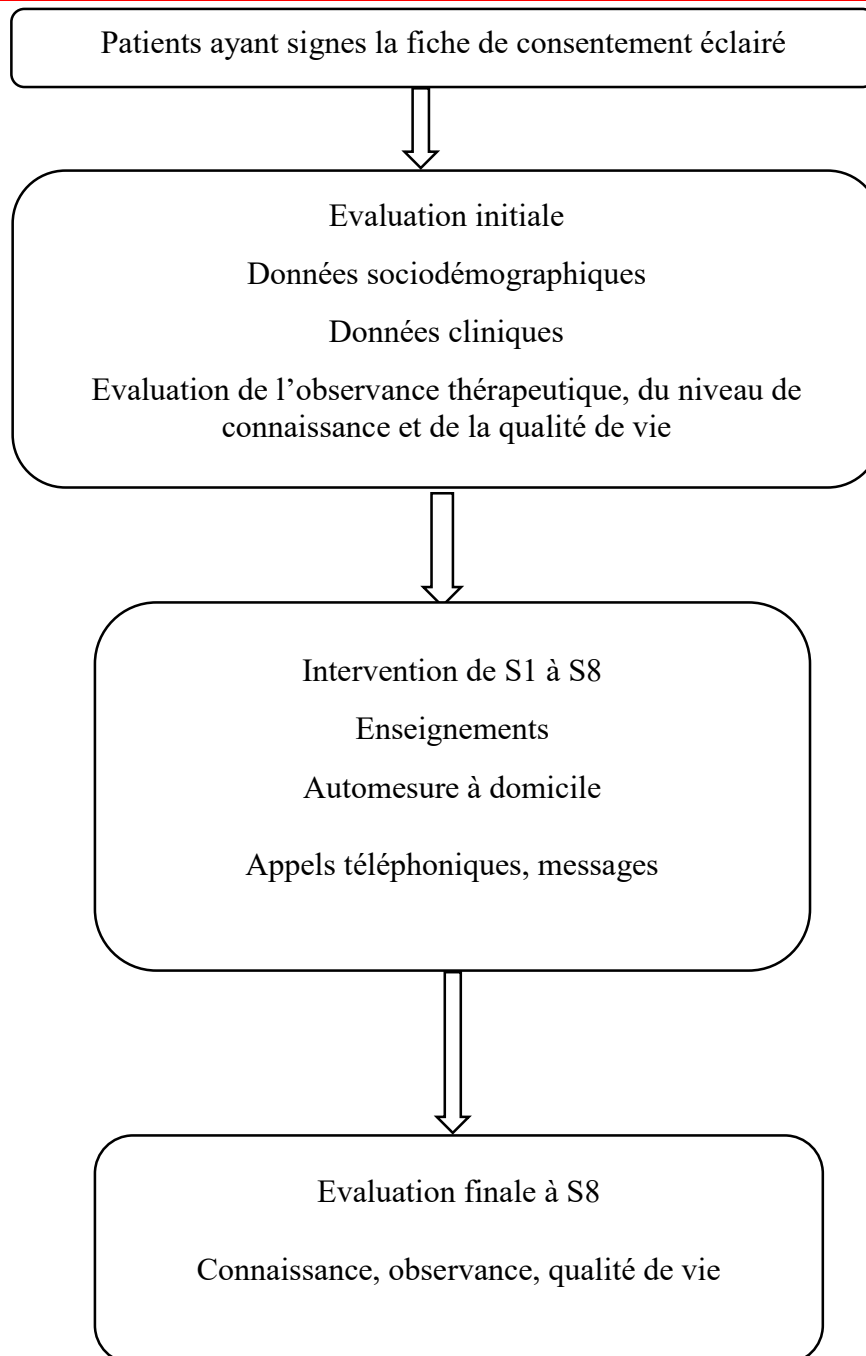 Patients ayant signes la fiche de consentement éclairé
Evaluation initiale
Données sociodémographiques
Données cliniques
Evaluation de l’observance thérapeutique, du niveau de
connaissance et de la qualité de vie
Intervention de S1 à S8
Enseignements
Automesure à domicile
Appels téléphoniques, messages
Evaluation finale à S8
Connaissance, observance, qualité de vie